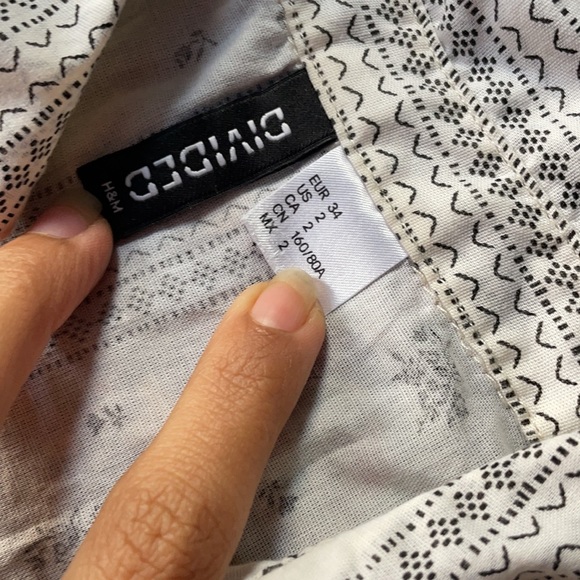 DIVIDED
H&M
EUR 34
US 2
CA 2
CN 160/80A
MX 2